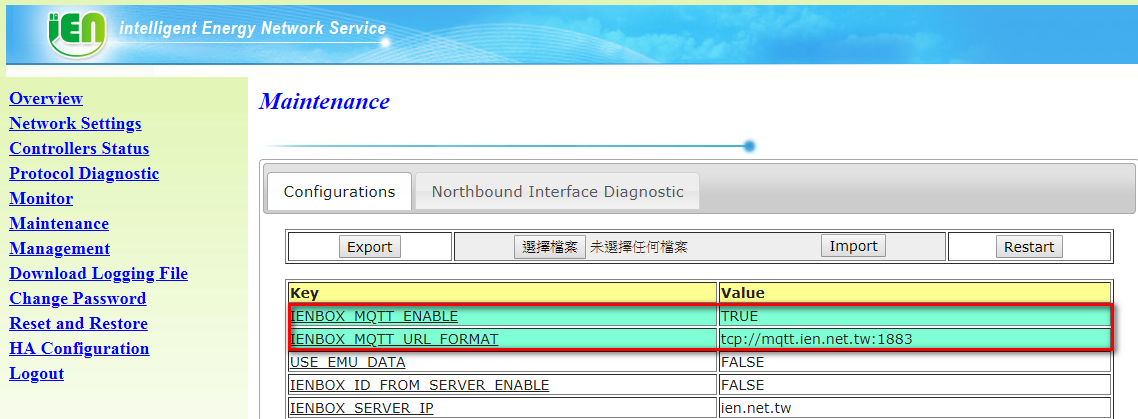 iEN intelligent Energy Network Service
Overview
Network Settings
Controllers Status
Protocol Diagnostic
Monitor
Maintenance
Management
Download Logging File
Change Password
Reset and Restore
HA Configuration
Logout
Maintenance
Configurations Northbound Interface Diagnostic
Export 選擇檔案 未選擇任何檔案 Import Restart
Key Value
IENBOX_MQTT_ENABLE TRUE
IENBOX_MQTT_URL_FORMAT tcp://mqtt.ien.net.tw:1883
USE_EMU_DATA FALSE
IENBOX_ID_FROM_SERVER_ENABLE FALSE
IENBOX_SERVER_IP ien.net.tw